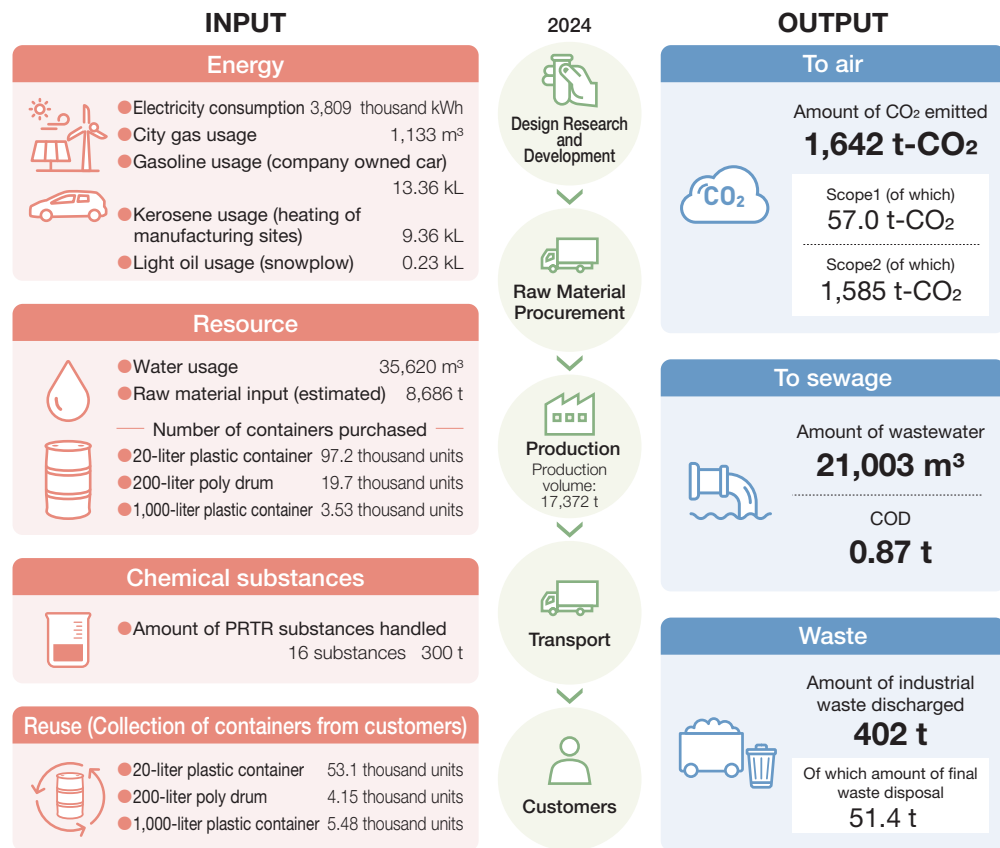 INPUT
Energy
●Electricity consumption 3,809 thousand kWh
●City gas usage 1,133 m³
●Gasoline usage (company owned car)
13.36 kL
●Kerosene usage (heating of
manufacturing sites) 9.36 kL
●Light oil usage (snowplow) 0.23 kL
Resource
●Water usage 35,620 m³
●Raw material input (estimated) 8,686 t
Number of containers purchased
●20-liter plastic container 97.2 thousand units
●200-liter poly drum 19.7 thousand units
●1,000-liter plastic container 3.53 thousand units
Chemical substances
●Amount of PRTR substances handled
16 substances 300 t
Reuse (Collection of containers from customers)
●20-liter plastic container 53.1 thousand units
●200-liter poly drum 4.15 thousand units
●1,000-liter plastic container 5.48 thousand units
2024
Design Research
and
Development
Raw Material
Procurement
Production
Production
volume:
17,372 t
Transport
Customers
OUTPUT
To air
CO₂
Amount of CO₂ emitted
1,642 t-CO₂
Scope1 (of which)
57.0 t-CO₂
Scope2 (of which)
1,585 t-CO₂
To sewage
Amount of wastewater
21,003 m³
COD
0.87 t
Waste
Amount of industrial
waste discharged
402 t
Of which amount of final
waste disposal
51.4 t